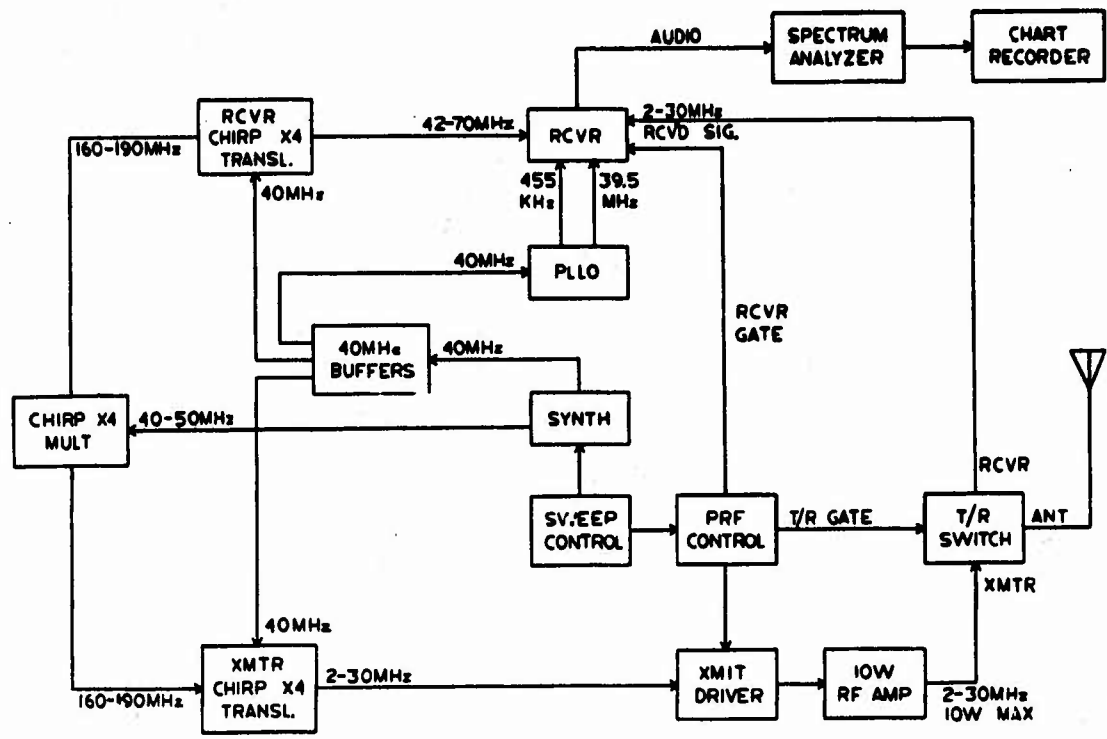 AUDIO
SPECTRUM
ANALYZER
CHART
RECORDER
RCVR
CHIRP X4
TRANSL.
160-190MHz
42-70MHz
RCVR
2-30MHz
RCVD SIG.
40MHz
455
KHz
39.5
MHz
40MHz
PLLO
RCVR
GATE
40MHz
BUFFERS
40MHz
CHIRP X4
MULT
40-50MHz
SYNTH
RCVR
SWEEP
CONTROL
PRF
CONTROL
T/R GATE
T/R
SWITCH
ANT
XMTR
40MHz
XMTR
CHIRP X4
TRANSL.
160-190MHz
2-30MHz
XMIT
DRIVER
10W
RF AMP
2-30MHz
10W MAX